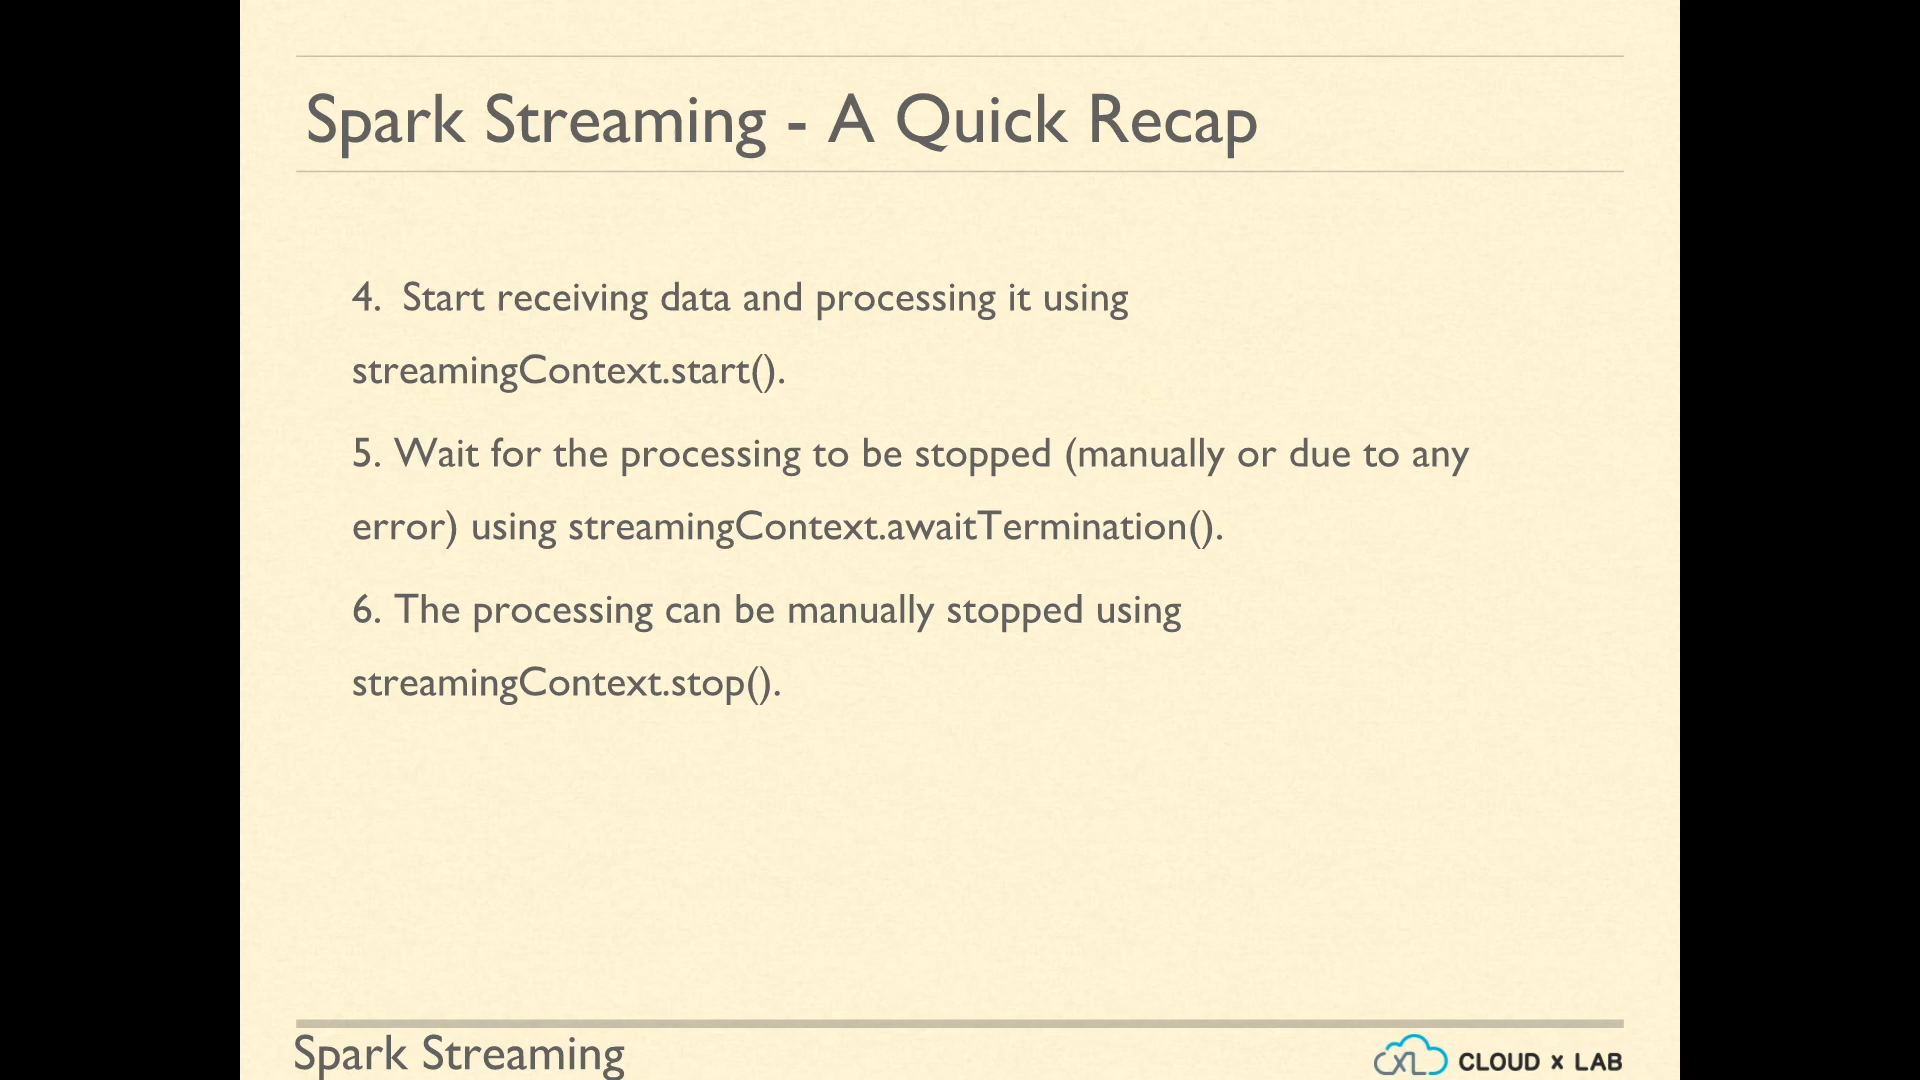 Spark Streaming - A Quick Recap
4. Start receiving data and processing it using
streamingContext.start().
5. Wait for the processing to be stopped (manually or due to any
error) using streamingContext.awaitTermination().
6. The processing can be manually stopped using
streamingContext.stop().
Spark Streaming
CXL CLOUD x LAB